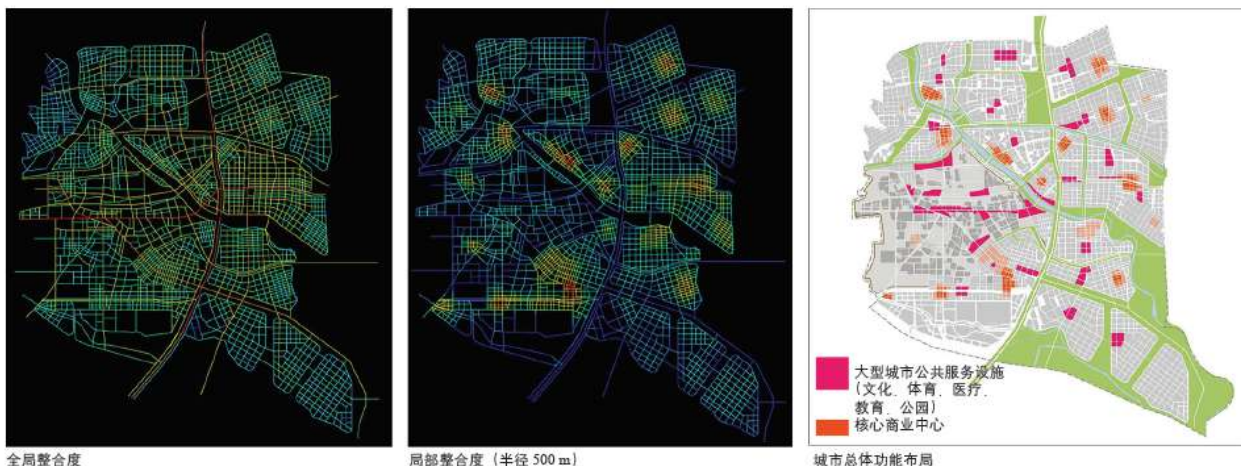 大型城市公共服务设施
(文化、体育、医疗、
教育、公园)
核心商业中心
全局整合度
局部整合度 (半径 500 m)
城市总体功能布局